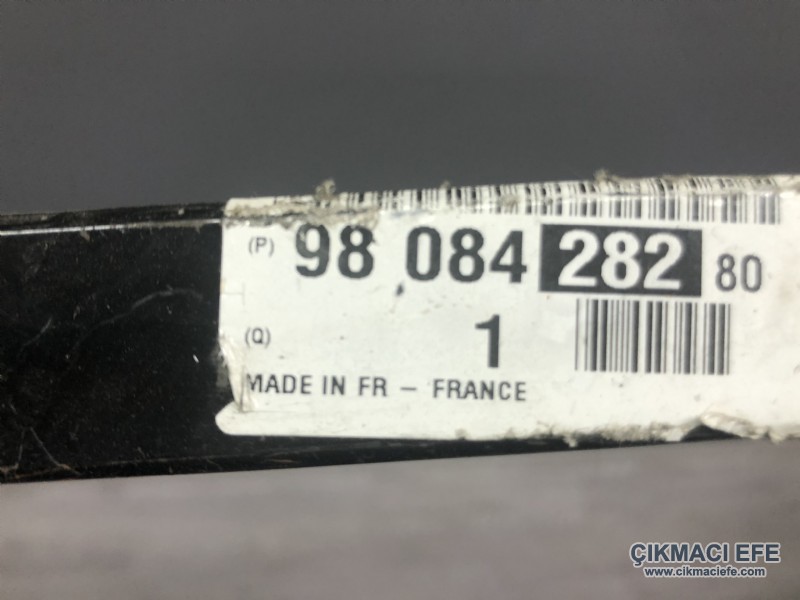 (P) 98 084 282 80
(Q) 1
MADE IN FR – FRANCE
ÇIKMACI EFE
www.cikmaciefe.com